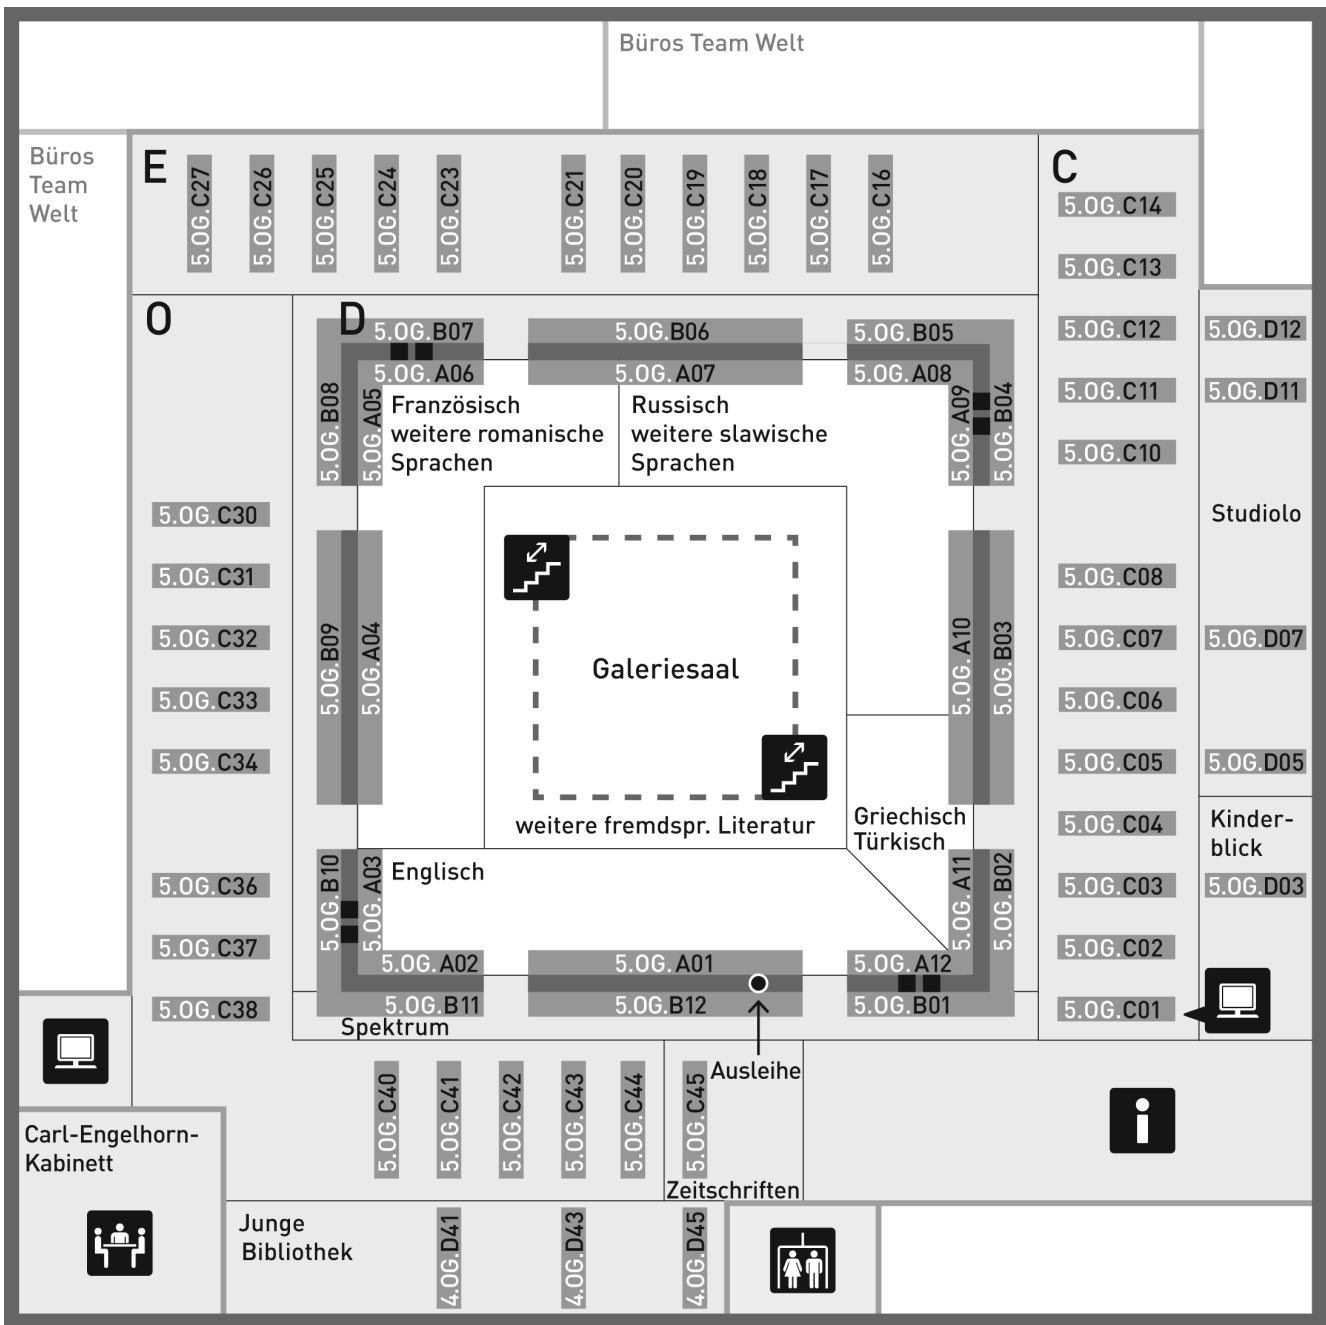 Büros Team Welt
Büros
Team
Welt
E
5.OG.C27
5.OG.C26
5.OG.C25
5.OG.C24
5.OG.C23
5.OG.C21
5.OG.C20
5.OG.C19
5.OG.C18
5.OG.C17
5.OG.C16
C
5.OG.C14
5.OG.C13
5.OG.C12
5.OG.C11
5.OG.C10
5.OG.C08
5.OG.C07
5.OG.C06
5.OG.C05
5.OG.C04
5.OG.C03
5.OG.C02
5.OG.C01
5.OG.D12
5.OG.D11
Studiolo
5.OG.D07
5.OG.D05
Kinder-
blick
5.OG.D03
O
5.OG.C30
5.OG.C31
5.OG.C32
5.OG.C33
5.OG.C34
5.OG.C36
5.OG.C37
5.OG.C38
D
5.OG.B07
5.OG.B06
5.OG.B05
5.OG.A06
5.OG.A07
5.OG.A08
5.OG.B08
5.OG.A05
5.OG.A09
5.OG.B04
Französisch
weitere romanische
Sprachen
Russisch
weitere slawische
Sprachen
5.OG.B09
5.OG.A04
Galeriesaal
5.OG.A10
5.OG.B03
weitere fremdspr. Literatur
Griechisch
Türkisch
5.OG.B10
5.OG.A03
Englisch
5.OG.A11
5.OG.B02
5.OG.A02
5.OG.A01
5.OG.A12
5.OG.B11
5.OG.B12
5.OG.B01
Spektrum
Ausleihe
5.OG.C40
5.OG.C41
5.OG.C42
5.OG.C43
5.OG.C44
5.OG.C45
Zeitschriften
i
Carl-Engelhorn-
Kabinett
Junge
Bibliothek
4.OG.D41
4.OG.D43
4.OG.D45